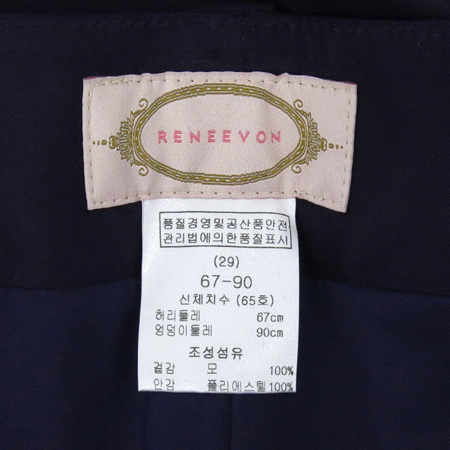 RENEEVON
품질경영및공산품안전
관리법에의한품질표시
(29)
67-90
신체치수 (65호)
허리둘레 67cm
엉덩이둘레 90cm
조성섬유
겉감 모 100%
안감 폴리에스텔100%